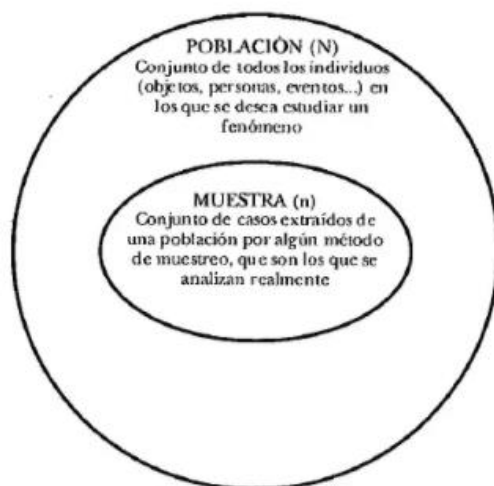 POBLACIÓN (N)
Conjunto de todos los individuos
(objetos, personas, eventos...) en
los que se desea estudiar un
fenómeno
MUESTRA (n)
Conjunto de casos extraídos de
una población por algún método
de muestreo, que son los que se
analizan realmente